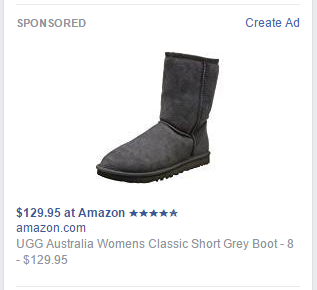 SPONSORED Create Ad
$129.95 at Amazon ★★★★★
amazon.com
UGG Australia Womens Classic Short Grey Boot - 8
- $129.95